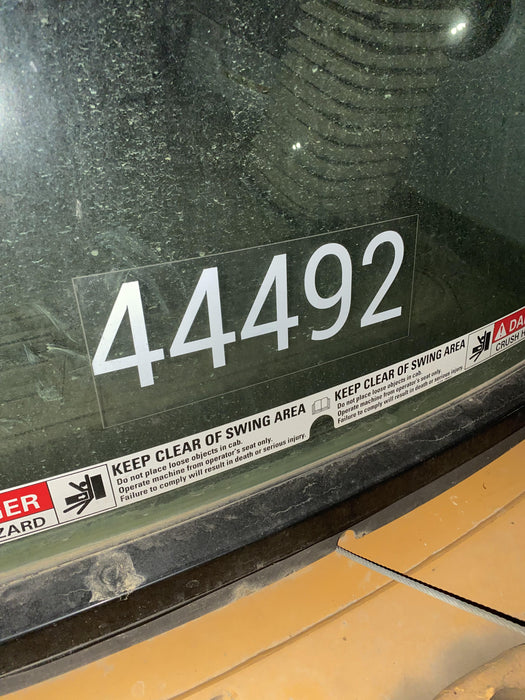 44492
KEEP CLEAR OF SWING AREA
Do not place loose objects in cab.
Operate machine from operator's seat only.
Failure to comply will result in death or serious injury.
KEEP CLEAR OF SWING AREA
Do not place loose objects in cab.
Operate machine from operator's seat only.
Failure to comply will result in death or serious injury.
DA
CRUSH H
GER
ZARD